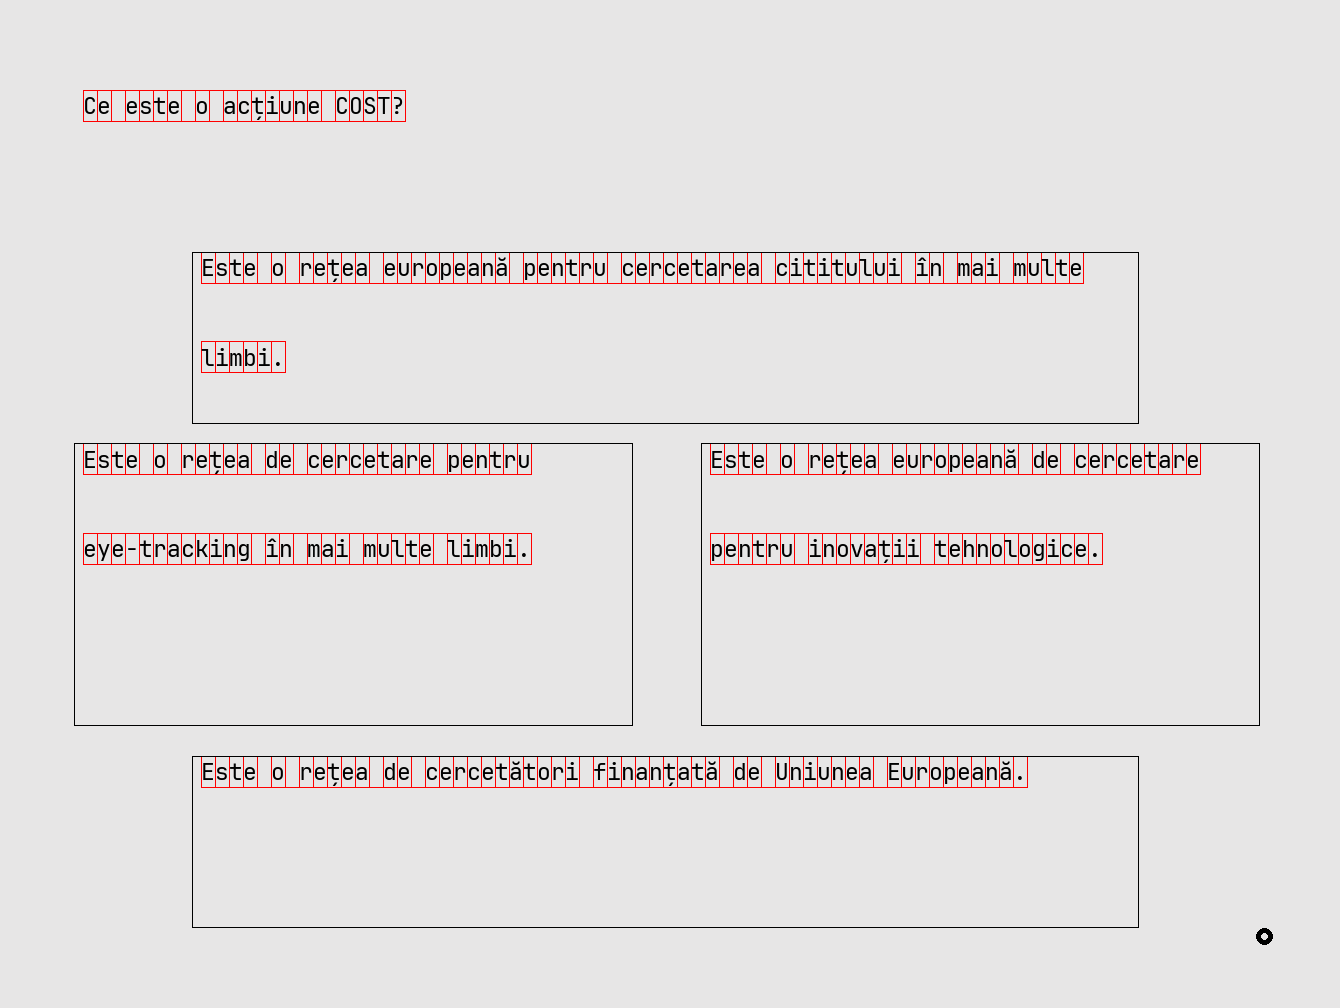 Ce este o acțiune COST?
Este o rețea europeană pentru cercetarea cititului în mai multe
limbi.
Este o rețea de cercetare pentru
eye-tracking în mai multe limbi.
Este o rețea europeană de cercetare
pentru inovații tehnologice.
Este o rețea de cercetători finanțată de Uniunea Europeană.